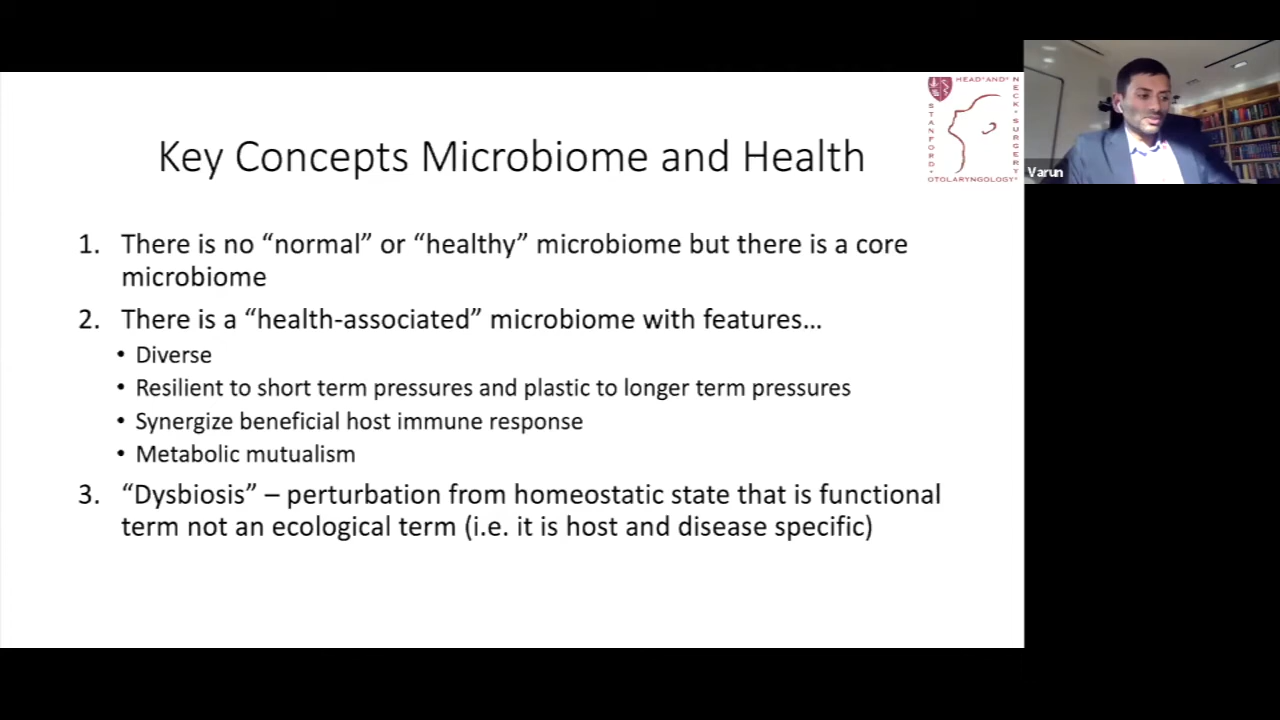 Key Concepts Microbiome and Health
HEAD AND
NECK SURGERY
STANFORD
OTOLARYNGOLOGY
Varun
1. There is no “normal” or “healthy” microbiome but there is a core
microbiome
2. There is a “health-associated” microbiome with features…
• Diverse
• Resilient to short term pressures and plastic to longer term pressures
• Synergize beneficial host immune response
• Metabolic mutualism
3. “Dysbiosis” – perturbation from homeostatic state that is functional
term not an ecological term (i.e. it is host and disease specific)